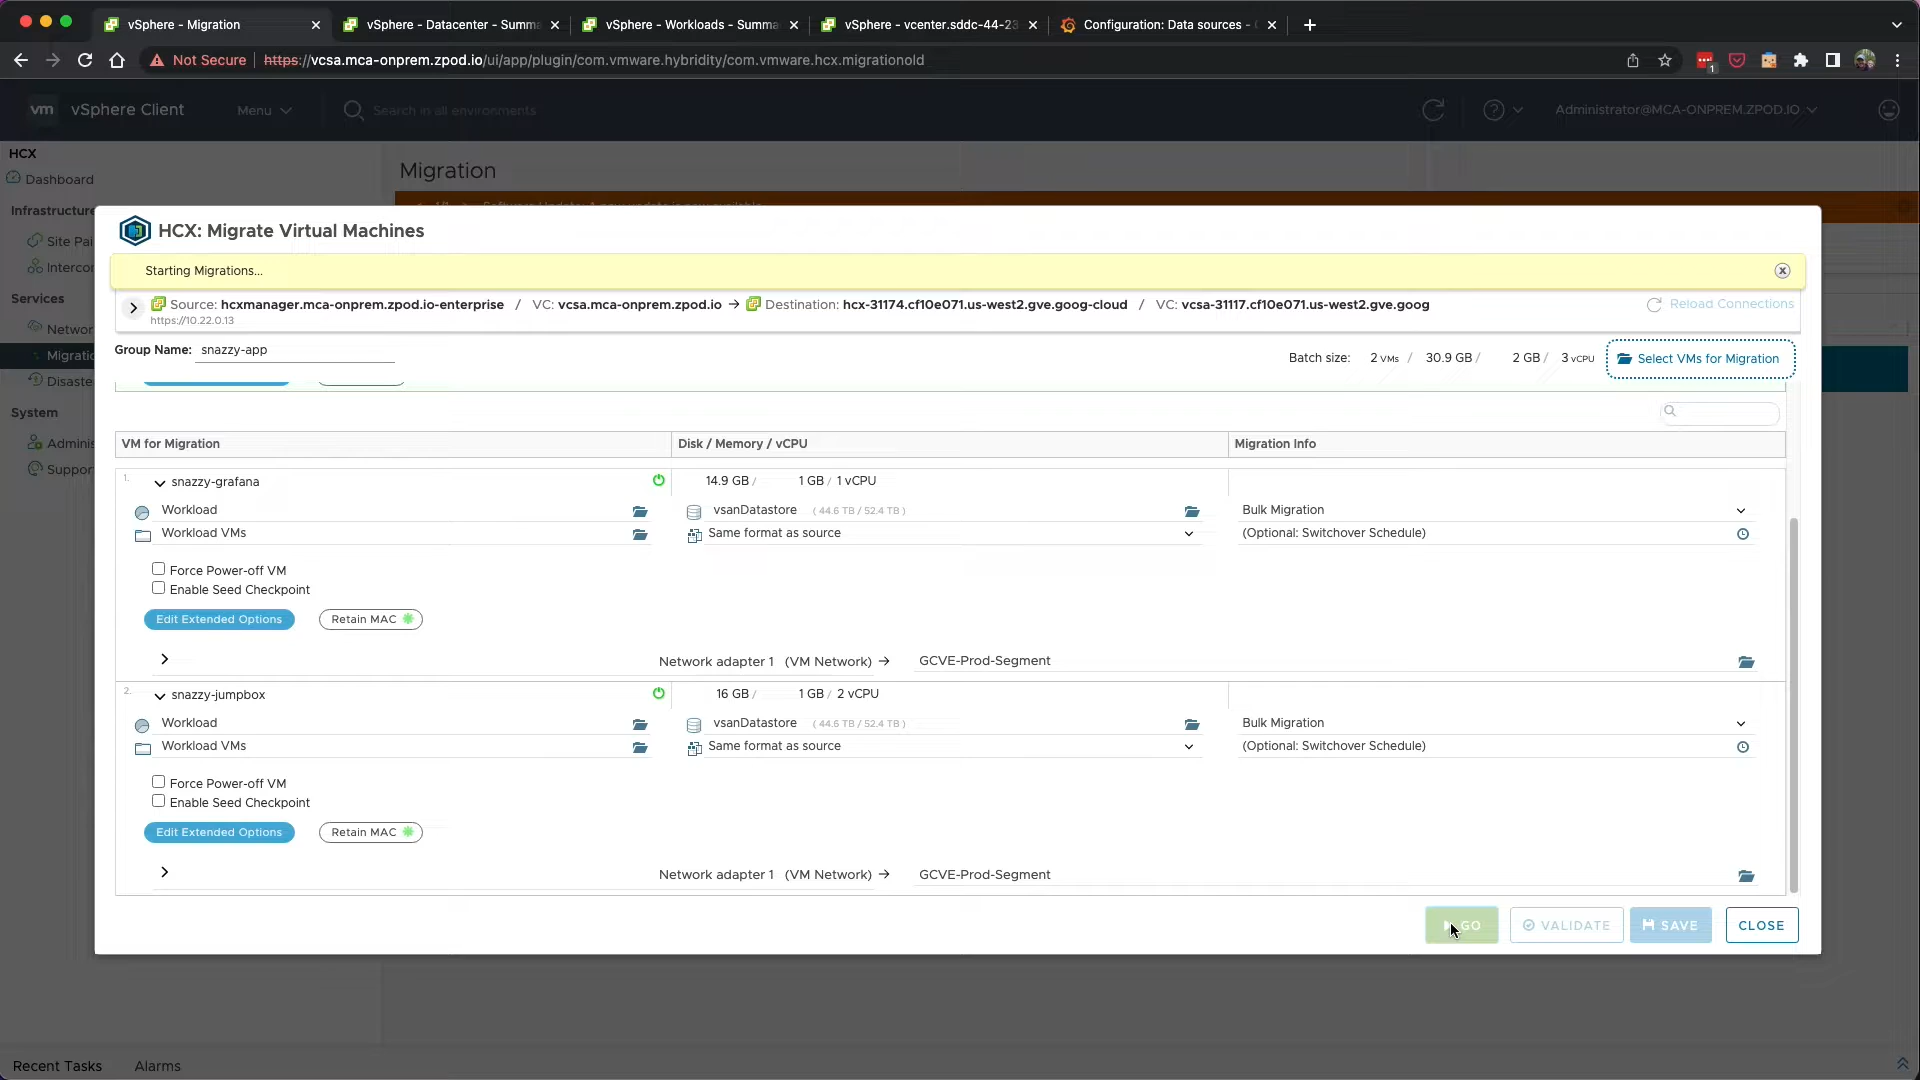 vSphere - Migration
vSphere - Datacenter - Summa
vSphere - Workloads - Summa
vSphere - vcenter.sddc-44-23
Configuration: Data sources -
Not Secure
https://vcsa.mca-onprem.zpod.io/ui/app/plugin/com.vmware.hybridity/com.vmware.hcx.migrationold
1
vm vSphere Client
Menu
Search in all environments
Administrator@MCA-ONPREM.ZPOD.IO
HCX
Dashboard
Infrastructure
Site Pai
Interco
Services
Network
Migratio
Disaste
System
Adminis
Suppor
Migration
HCX: Migrate Virtual Machines
Starting Migrations...
Source: hcxmanager.mca-onprem.zpod.io-enterprise / VC: vcsa.mca-onprem.zpod.io → Destination: hcx-31174.cf10e071.us-west2.gve.goog-cloud / VC: vcsa-31117.cf10e071.us-west2.gve.goog
Reload Connections
https://10.22.0.13
Group Name: snazzy-app
Batch size: 2 VMs / 30.9 GB / 2 GB / 3 vCPU
Select VMs for Migration
VM for Migration
Disk / Memory / vCPU
Migration Info
1. snazzy-grafana
14.9 GB / 1 GB / 1 vCPU
Workload
vsanDatastore ( 44.6 TB / 52.4 TB )
Bulk Migration
Workload VMs
Same format as source
(Optional: Switchover Schedule)
Force Power-off VM
Enable Seed Checkpoint
Edit Extended Options
Retain MAC
Network adapter 1 (VM Network) → GCVE-Prod-Segment
2. snazzy-jumpbox
16 GB / 1 GB / 2 vCPU
Workload
vsanDatastore ( 44.6 TB / 52.4 TB )
Bulk Migration
Workload VMs
Same format as source
(Optional: Switchover Schedule)
Force Power-off VM
Enable Seed Checkpoint
Edit Extended Options
Retain MAC
Network adapter 1 (VM Network) → GCVE-Prod-Segment
GO
VALIDATE
SAVE
CLOSE
Recent Tasks
Alarms